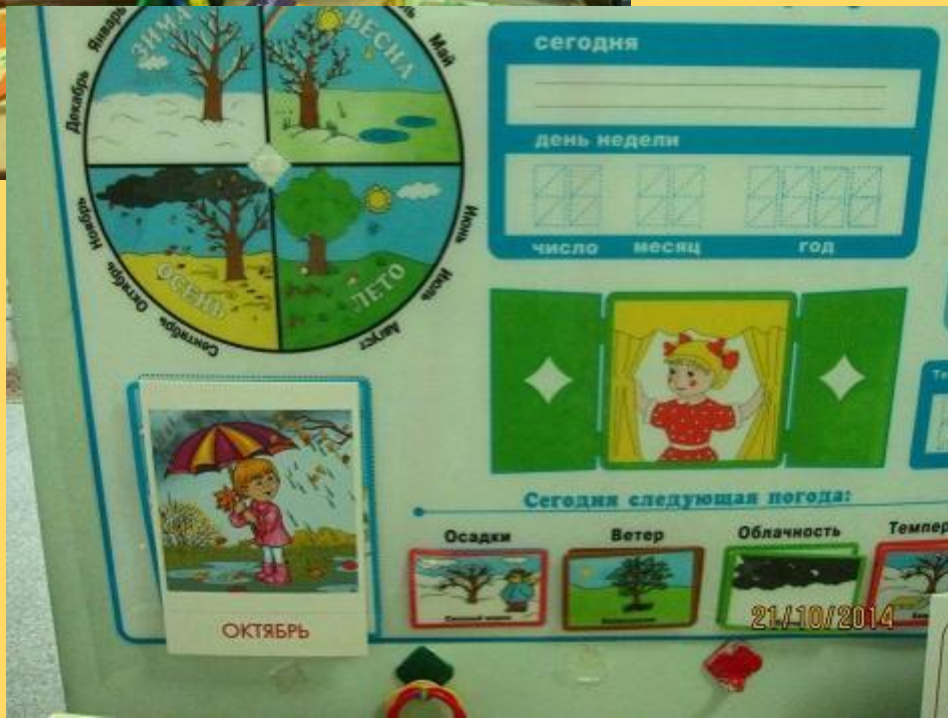 Январь
Декабрь
ЗИМА
ВЕСНА
Май
сегодня
день недели
число месяц год
Ноябрь
Октябрь
Сентябрь
ОСЕНЬ
ЛЕТО
Июнь
Июль
Август
Сегодня следующая погода:
Осадки Ветер Облачность
ОКТЯБРЬ
21/10/2014